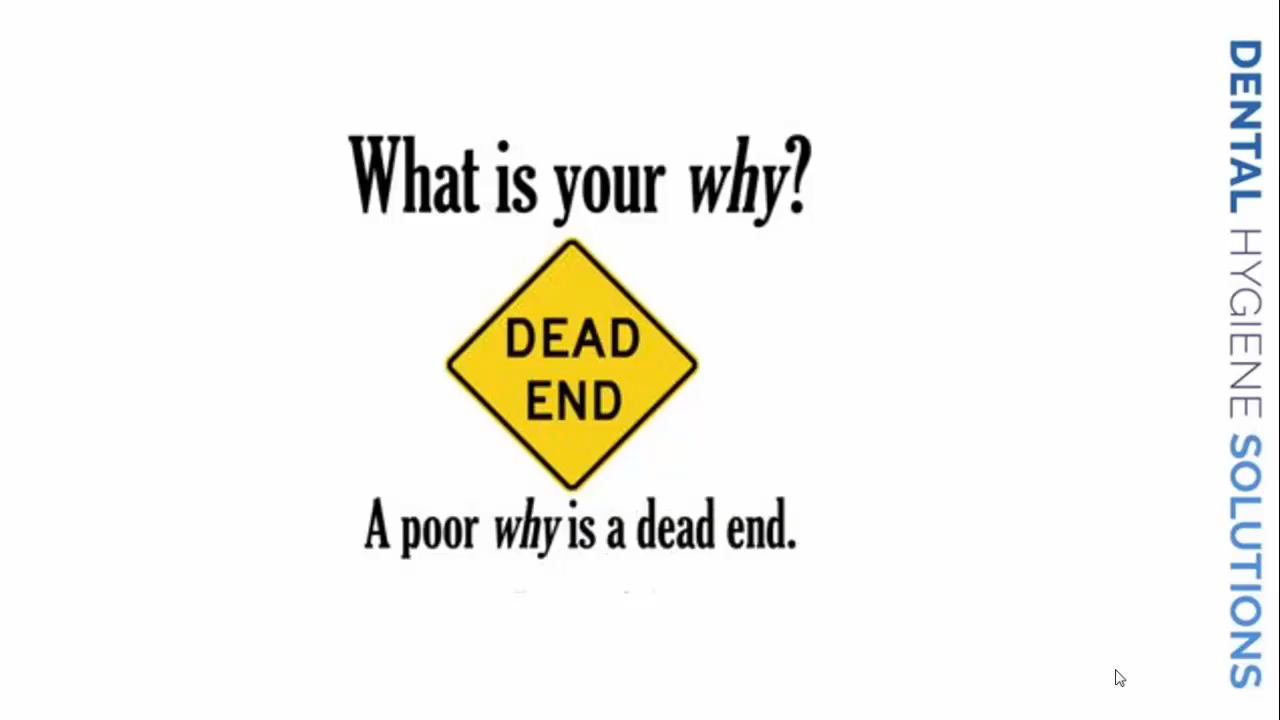 What is your why?
DEAD
END
A poor why is a dead end.
DENTAL HYGIENE SOLUTIONS